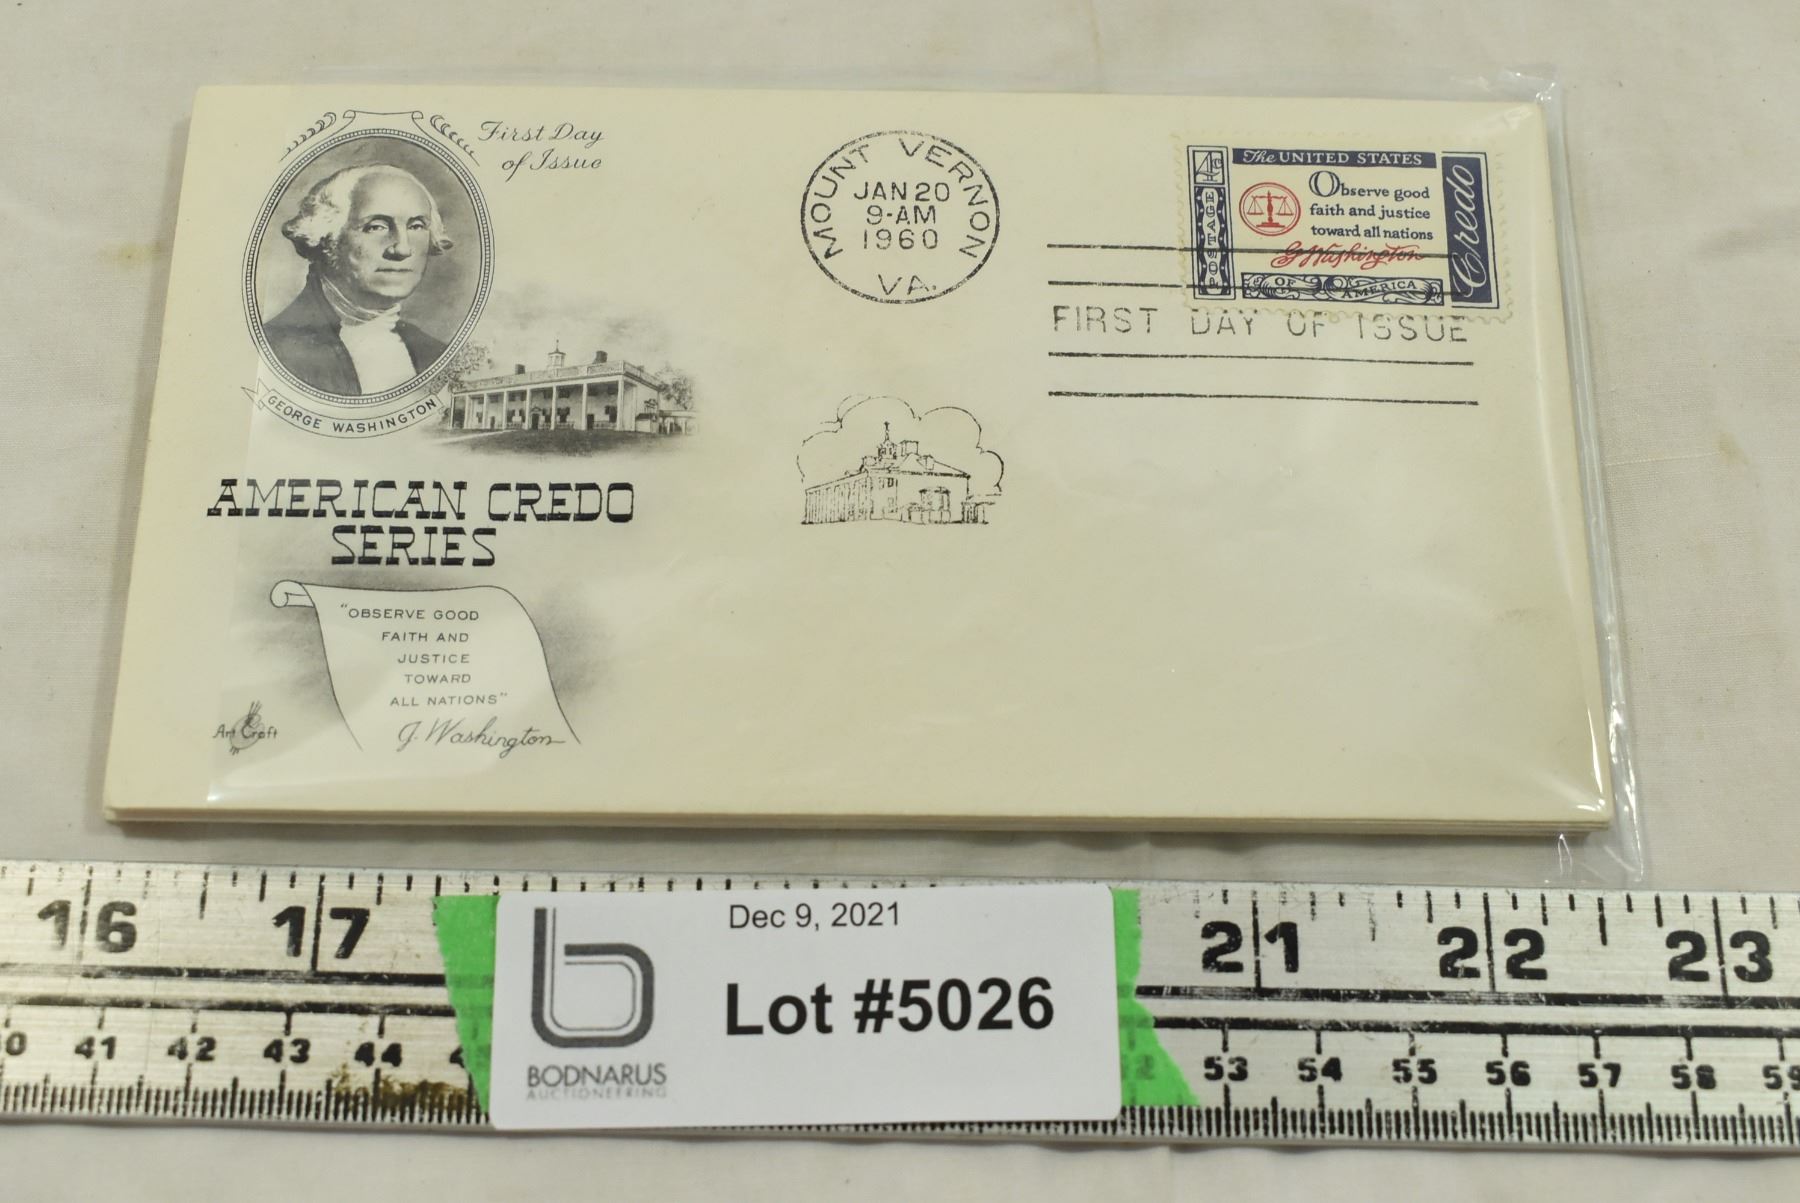 First Day
of Issue
GEORGE WASHINGTON
AMERICAN CREDO
SERIES
"OBSERVE GOOD
FAITH AND
JUSTICE
TOWARD
ALL NATIONS"
G. Washington
Art Craft
MOUNT VERNON
JAN 20
9-AM
1960
VA.
4¢
POSTAGE
The UNITED STATES
Observe good
faith and justice
toward all nations
G Washington
OF AMERICA
Credo
FIRST DAY OF ISSUE
16 17 21 22 23
41 42 43 44 53 54 55 56 57 58 59
Dec 9, 2021
Lot #5026
BODNARUS
AUCTIONEERING